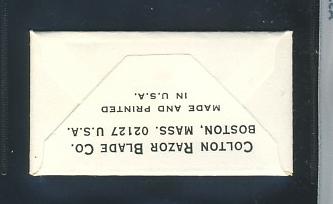 COLTON RAZOR BLADE CO.
BOSTON, MASS. 02127 U.S.A.
MADE AND PRINTED
IN U.S.A.